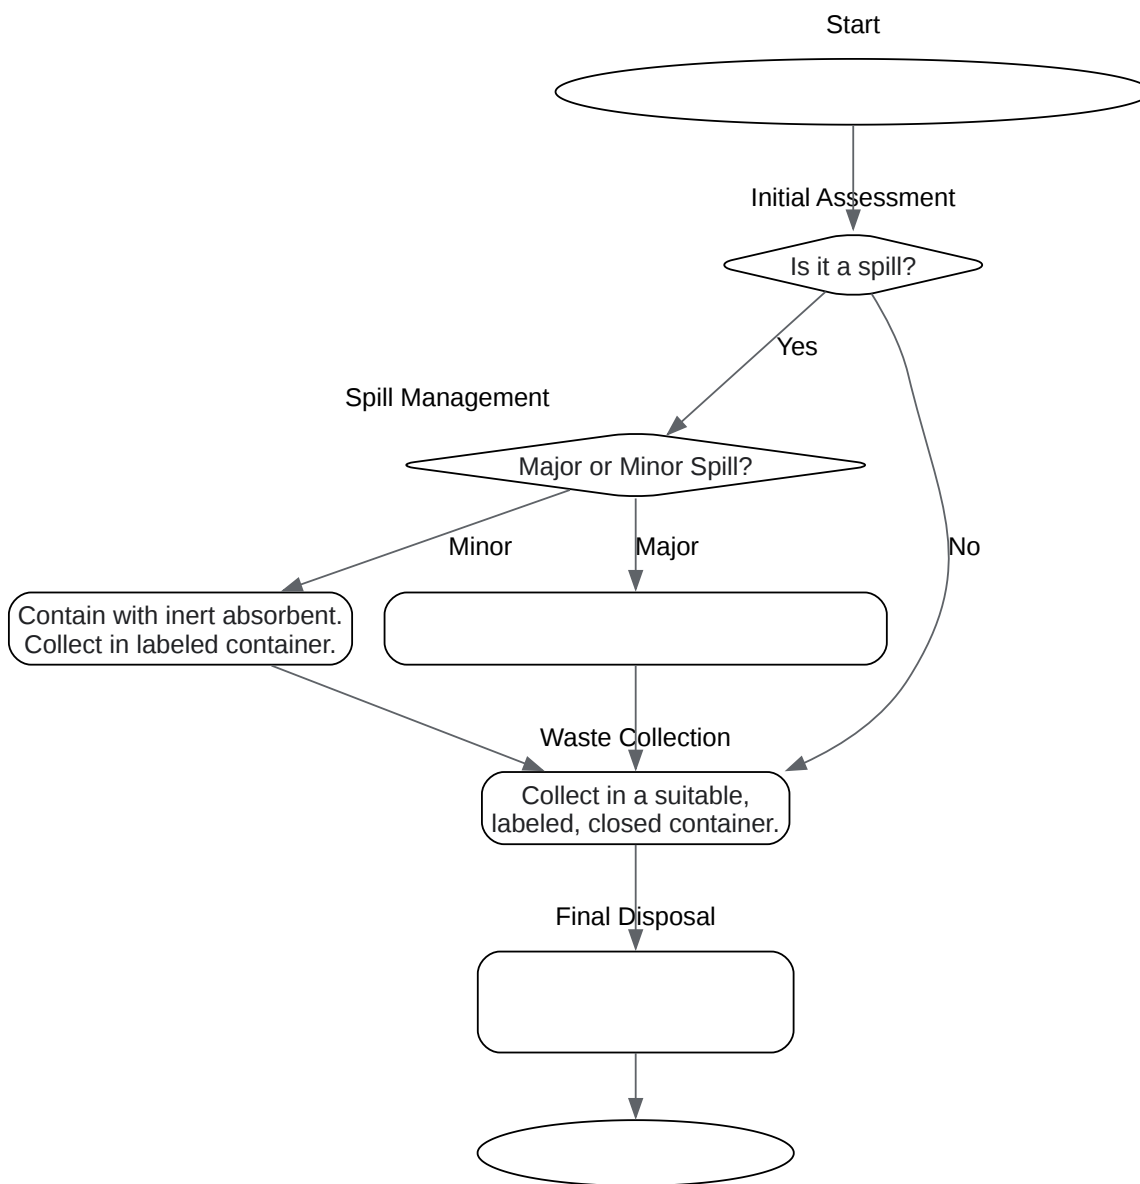 Start
Initial Assessment
Is it a spill?
Yes
No
Spill Management
Major or Minor Spill?
Minor
Major
Contain with inert absorbent.
Collect in labeled container.
Waste Collection
Collect in a suitable,
labeled, closed container.
Final Disposal